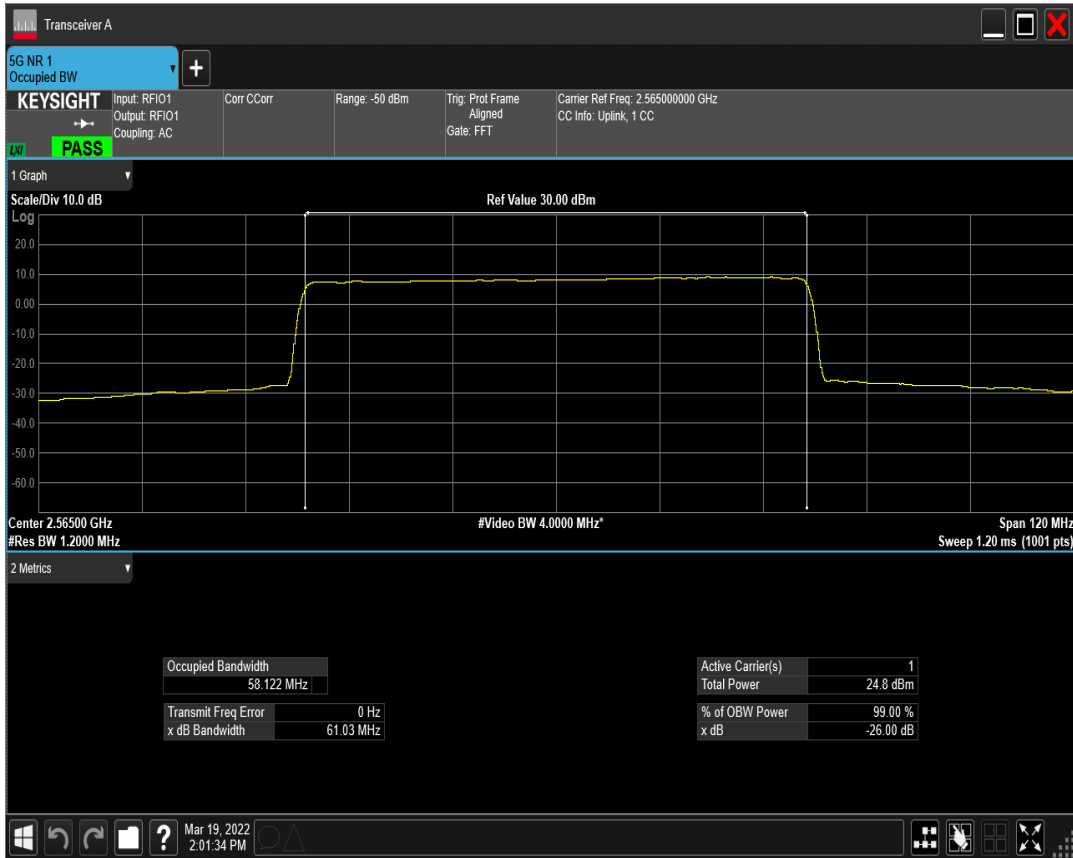 Transceiver A
5G NR 1
Occupied BW
KEYSIGHT
LXI
PASS
Input: RFIO1
Output: RFIO1
Coupling: AC
Corr CCorr
Range: -50 dBm
Trig: Prot Frame
Aligned
Gate: FFT
Carrier Ref Freq: 2.565000000 GHz
CC Info: Uplink, 1 CC
1 Graph
Scale/Div 10.0 dB
Ref Value 30.00 dBm
Log
20.0
10.0
0.00
-10.0
-20.0
-30.0
-40.0
-50.0
-60.0
Center 2.56500 GHz
#Video BW 4.0000 MHz*
Span 120 MHz
#Res BW 1.2000 MHz
Sweep 1.20 ms (1001 pts)
2 Metrics
Occupied Bandwidth
58.122 MHz
Transmit Freq Error 0 Hz
x dB Bandwidth 61.03 MHz
Active Carrier(s) 1
Total Power 24.8 dBm
% of OBW Power 99.00 %
x dB -26.00 dB
Mar 19, 2022
2:01:34 PM